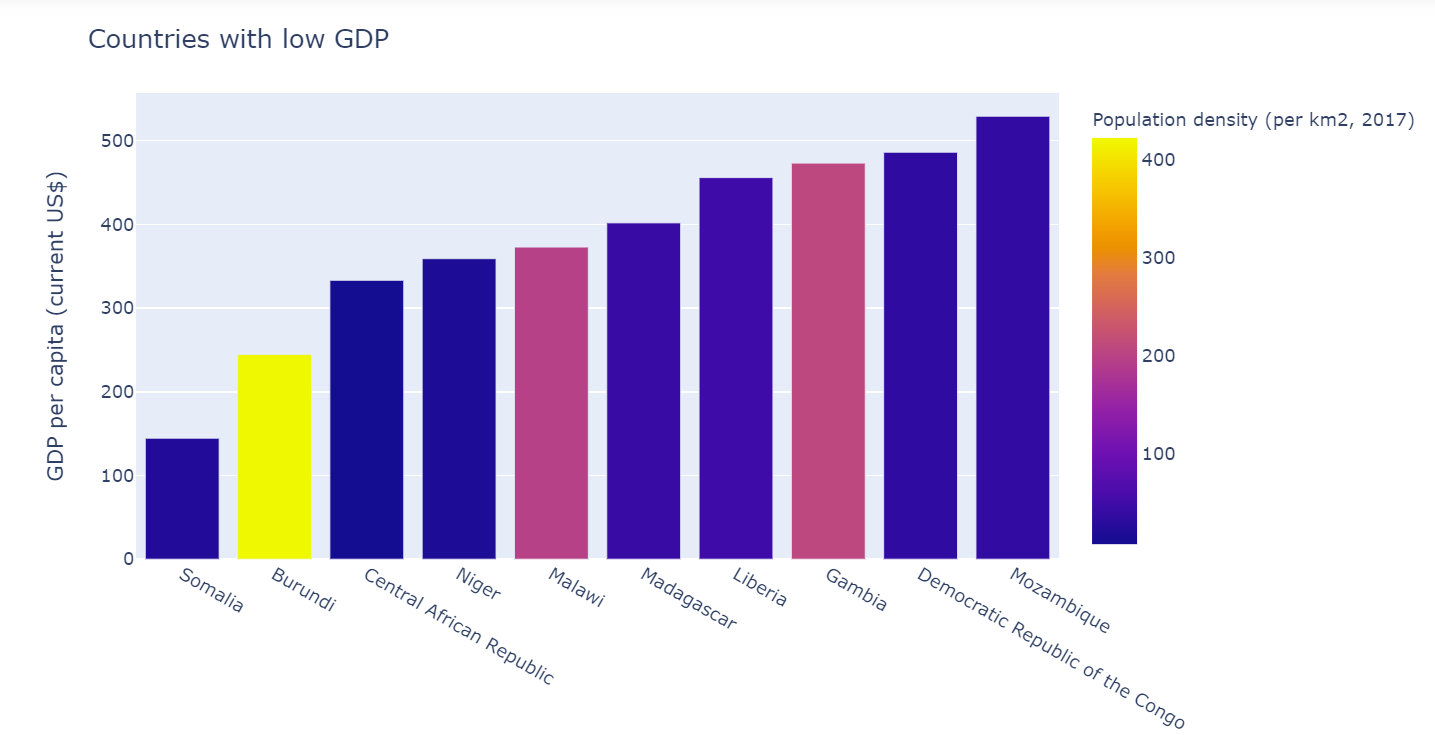 Countries with low GDP
Population density (per km2, 2017)
GDP per capita (current US$)
500
400
300
200
100
0
400
300
200
100
Somalia
Burundi
Central African Republic
Niger
Malawi
Madagascar
Liberia
Gambia
Democratic Republic of the Congo
Mozambique